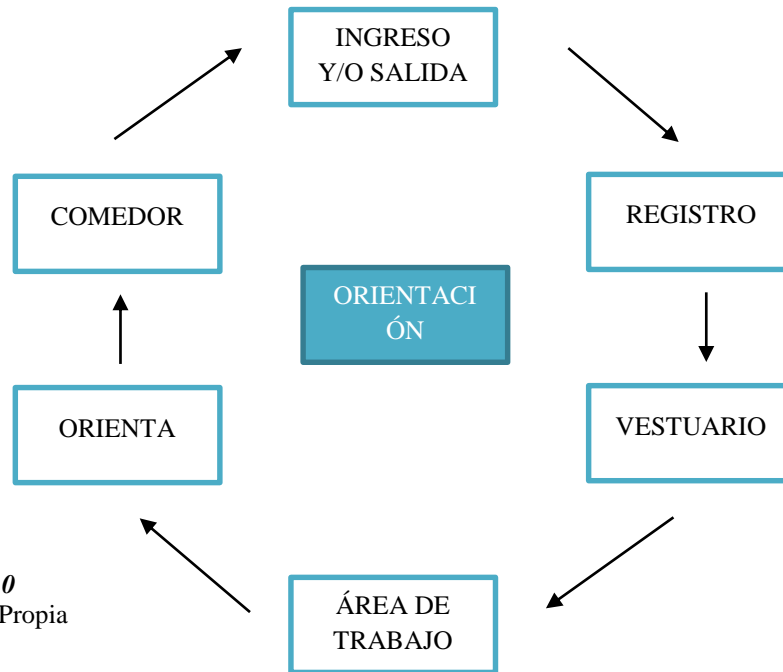 INGRESO
Y/O SALIDA
COMEDOR
REGISTRO
ORIENTACI
ÓN
ORIENTA
VESTUARIO
ÁREA DE
TRABAJO
0
Propia